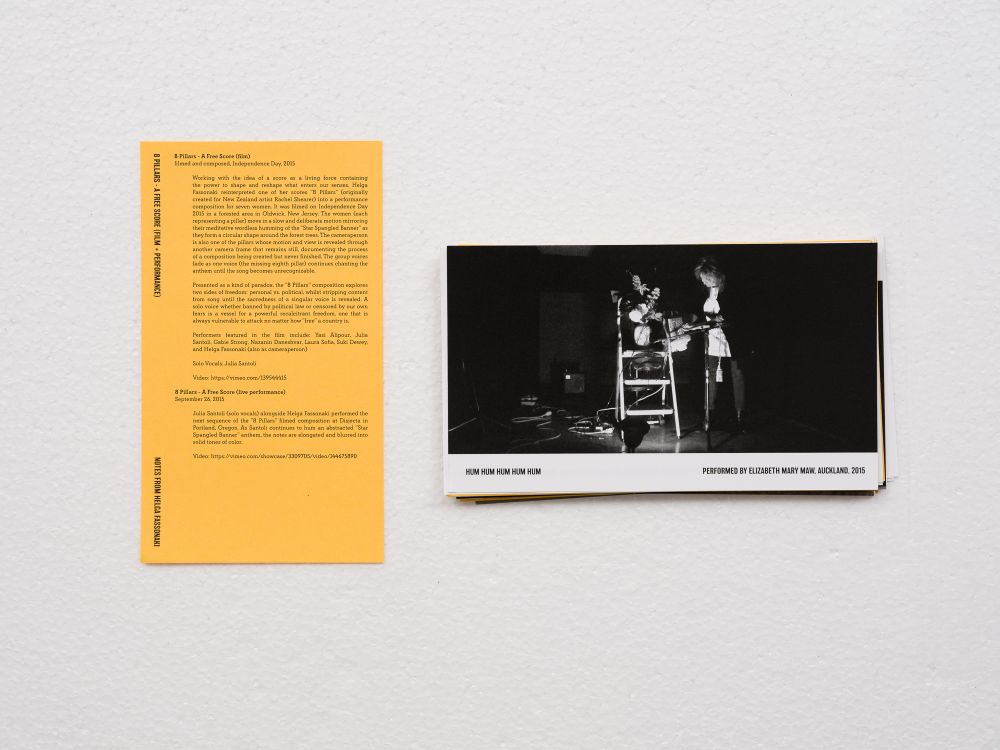 8 PILLARS - A FREE SCORE (FILM + PERFORMANCE)
NOTES FROM HELGA FASSONAKI
8 Pillars - A Free Score (film)
filmed and composed, Independence Day, 2015
Working with the idea of a score as a living force containing
the power to shape and reshape what enters our senses. Helga
Fassonaki reinterpreted one of her scores "8 Pillars" (originally
created for New Zealand artist Rachel Shearer) into a performance
composition for seven women. It was filmed on Independence Day
2015 in a forested area in Oldwick, New Jersey. The women (each
representing a pillar) move in a slow and deliberate motion mirroring
their meditative wordless humming of the "Star Spangled Banner" as
they form a circular shape around the forest trees. The cameraperson
is also one of the pillars whose motion and view is revealed through
another camera frame that remains still, documenting the process
of a composition being created but never finished. The group voices
fade as one voice (the missing eighth pillar) continues chanting the
anthem until the song becomes unrecognizable.
Presented as a kind of paradox, the "8 Pillars" composition explores
two sides of freedom: personal vs. political, whilst stripping content
from song until the sacredness of a singular voice is revealed. A
solo voice whether banned by political law or censored by our own
fears is a vessel for a powerful recalcitrant freedom, one that is
always vulnerable to attack no matter how "free" a country is.
Performers featured in the film include: Yasi Alipour, Julia
Santoli, Gabie Strong, Nazanin Daneshvar, Laura Sofia, Suki Dewey,
and Helga Fassonaki (also as cameraperson)
Solo Vocals: Julia Santoli
Video: https://vimeo.com/139544415
8 Pillars - A Free Score (live performance)
September 26, 2015
Julia Santoli (solo vocals) alongside Helga Fassonaki performed the
next sequence of the "8 Pillars" filmed composition at Disjecta in
Portland, Oregon. As Santoli continues to hum an abstracted "Star
Spangled Banner" anthem, the notes are elongated and blurred into
solid tones of color.
Video: https://vimeo.com/showcase/3309705/video/144675890
HUM HUM HUM HUM HUM
PERFORMED BY ELIZABETH MARY MAW, AUCKLAND, 2015